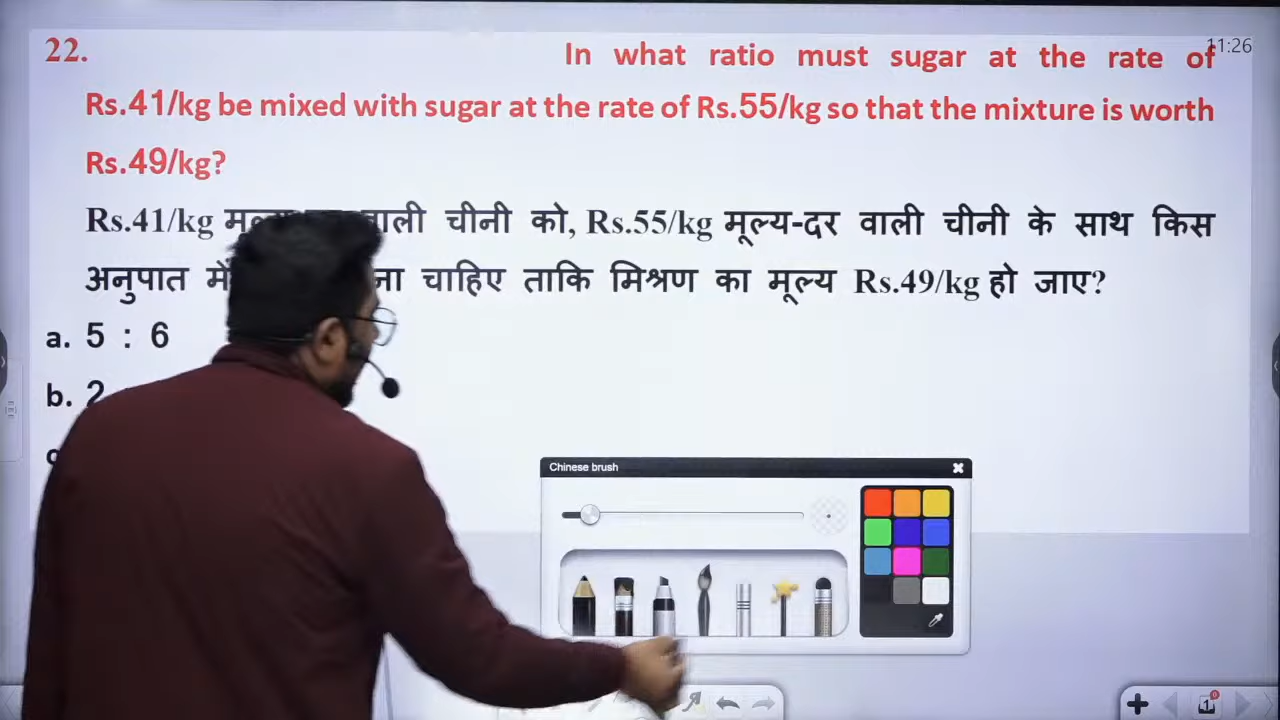 11:26
22. In what ratio must sugar at the rate of
Rs.41/kg be mixed with sugar at the rate of Rs.55/kg so that the mixture is worth
Rs.49/kg?
Rs.41/kg वाली चीनी को, Rs.55/kg मूल्य-दर वाली चीनी के साथ किस
अनुपात में चाहिए ताकि मिश्रण का मूल्य Rs.49/kg हो जाए?
a. 5 : 6
b. 2
Chinese brush